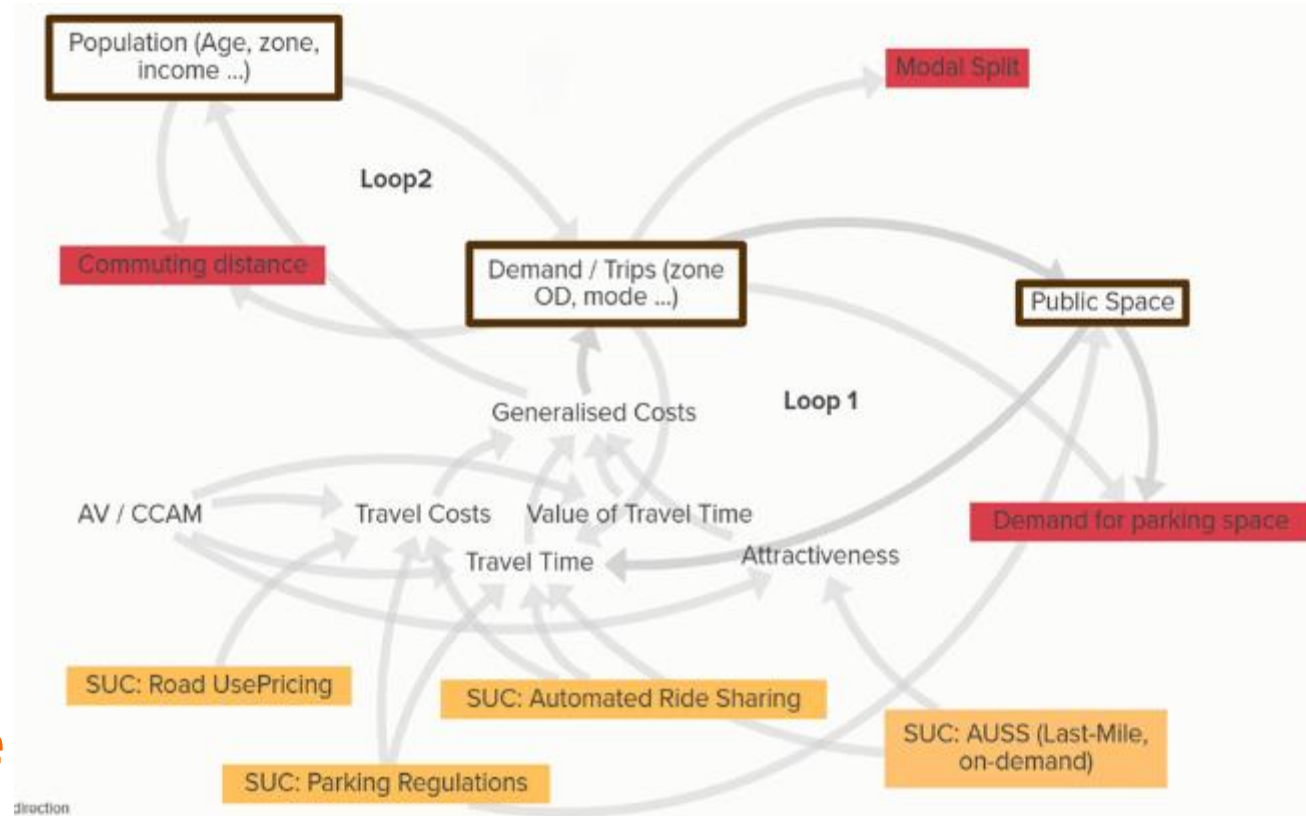 Population (Age, zone,
income ...)
Modal Split
Loop2
Commuting distance
Demand / Trips (zone
OD, mode ...)
Public Space
Loop 1
Generalised Costs
AV / CCAM
Travel Costs
Value of Travel Time
Demand for parking space
Travel Time
Attractiveness
SUC: Road UsePricing
SUC: Automated Ride Sharing
SUC: AUSS (Last-Mile,
on-demand)
e
SUC: Parking Regulations
direction